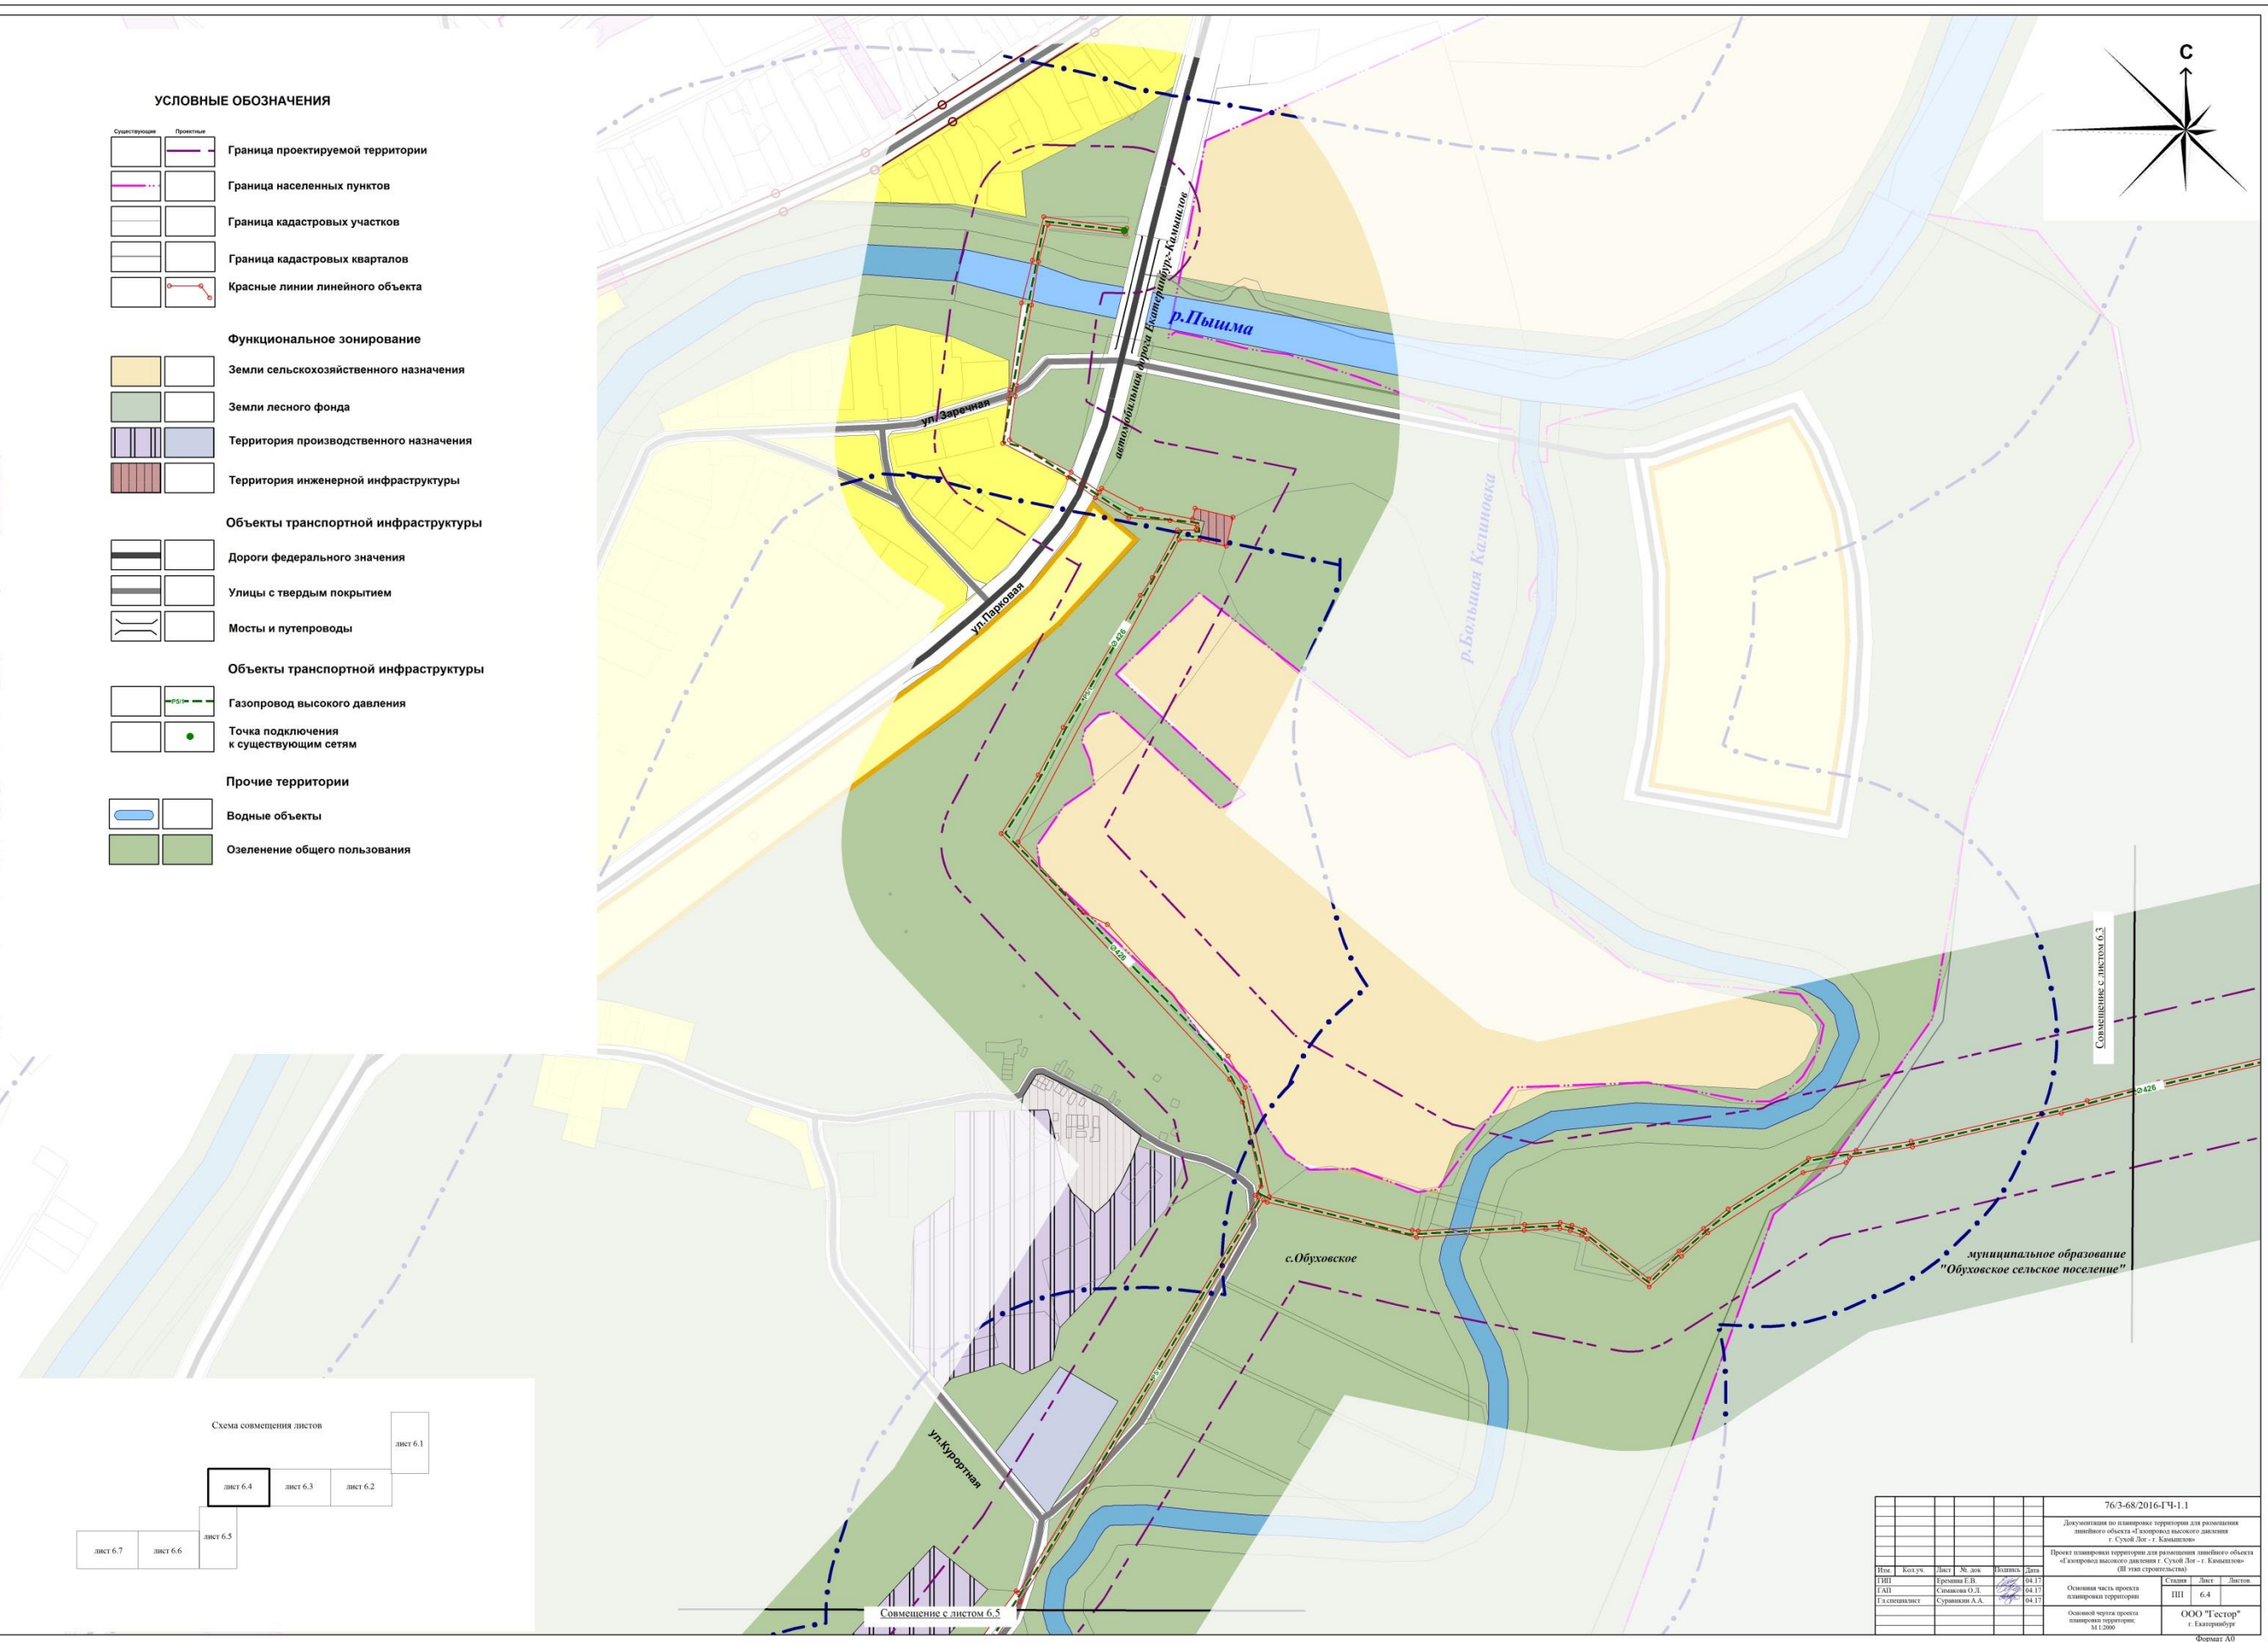 УСЛОВНЫЕ ОБОЗНАЧЕНИЯ
Существующие Проектные
Граница проектируемой территории
Граница населенных пунктов
Граница кадастровых участков
Граница кадастровых кварталов
Красные линии линейного объекта
Функциональное зонирование
Земли сельскохозяйственного назначения
Земли лесного фонда
Территория производственного назначения
Территория инженерной инфраструктуры
Объекты транспортной инфраструктуры
Дороги федерального значения
Улицы с твердым покрытием
Мосты и путепроводы
Объекты транспортной инфраструктуры
Газопровод высокого давления
Точка подключения
к существующим сетям
Прочие территории
Водные объекты
Озеленение общего пользования
С
автомобильная дорога Екатеринбург-Камышлов
р.Пышма
ул. Заречная
ул.Парковая
р.Большая Калиновка
Ø426
Ø426
Ø426
Совмещение с листом 6.3
с.Обуховское
муниципальное образование
"Обуховское сельское поселение"
ул.Курортная
Совмещение с листом 6.5
Схема совмещения листов
лист 6.1
лист 6.4 лист 6.3 лист 6.2
лист 6.5
лист 6.7 лист 6.6
76/3-68/2016-ГЧ-1.1
Документация по планировке территории для размещения
линейного объекта «Газопровод высокого давления
г. Сухой Лог - г. Камышлов»
Проект планировки территории для размещения линейного объекта
«Газопровод высокого давления г. Сухой Лог - г. Камышлов»
(III этап строительства)
Изм. Кол.уч. Лист № док Подпись Дата
ГИП Еремина Е.В. 04.17
ГАП Симакова О.Л. 04.17
Гл.специалист 04.17
Основная часть проекта
планировки территории
Стадия Лист Листов
ПП 6.4
Основной чертеж проекта
планировки территории;
М 1:2000
ООО "Гестор"
г. Екатеринбург
Формат А0